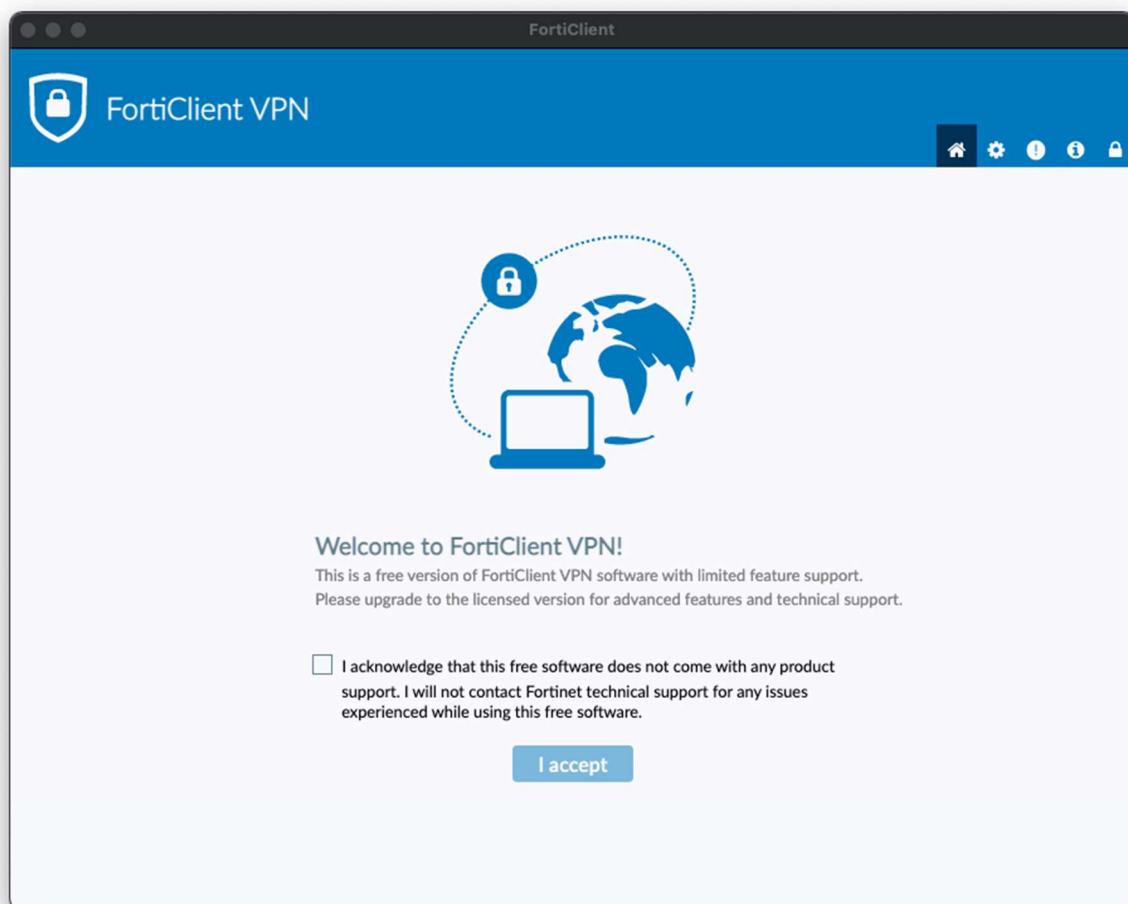 FortiClient
FortiClient VPN
Welcome to FortiClient VPN!
This is a free version of FortiClient VPN software with limited feature support.
Please upgrade to the licensed version for advanced features and technical support.
I acknowledge that this free software does not come with any product
support. I will not contact Fortinet technical support for any issues
experienced while using this free software.
I accept